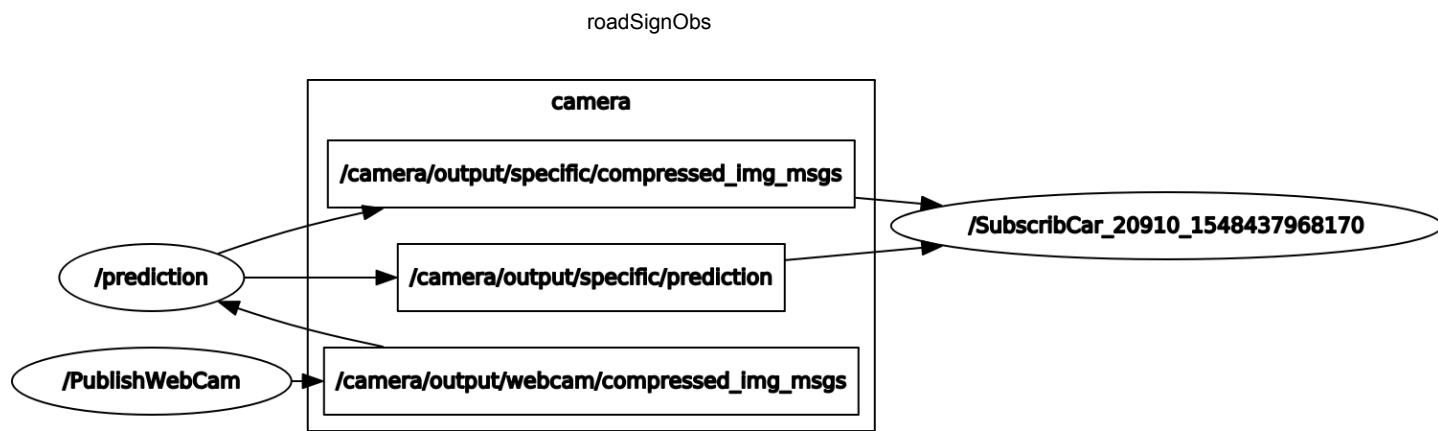 roadSignObs
camera
/camera/output/specific/compressed_img_msgs
/SubscribCar_20910_1548437968170
/prediction
/camera/output/specific/prediction
/PublishWebCam
/camera/output/webcam/compressed_img_msgs